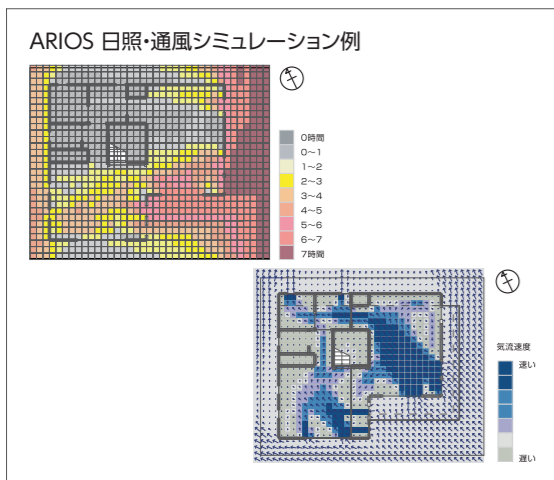 ARIOS 日照・通風シミュレーション例
0時間
0～1
1～2
2～3
3～4
4～5
5～6
6～7
7時間
気流速度
速い
遅い